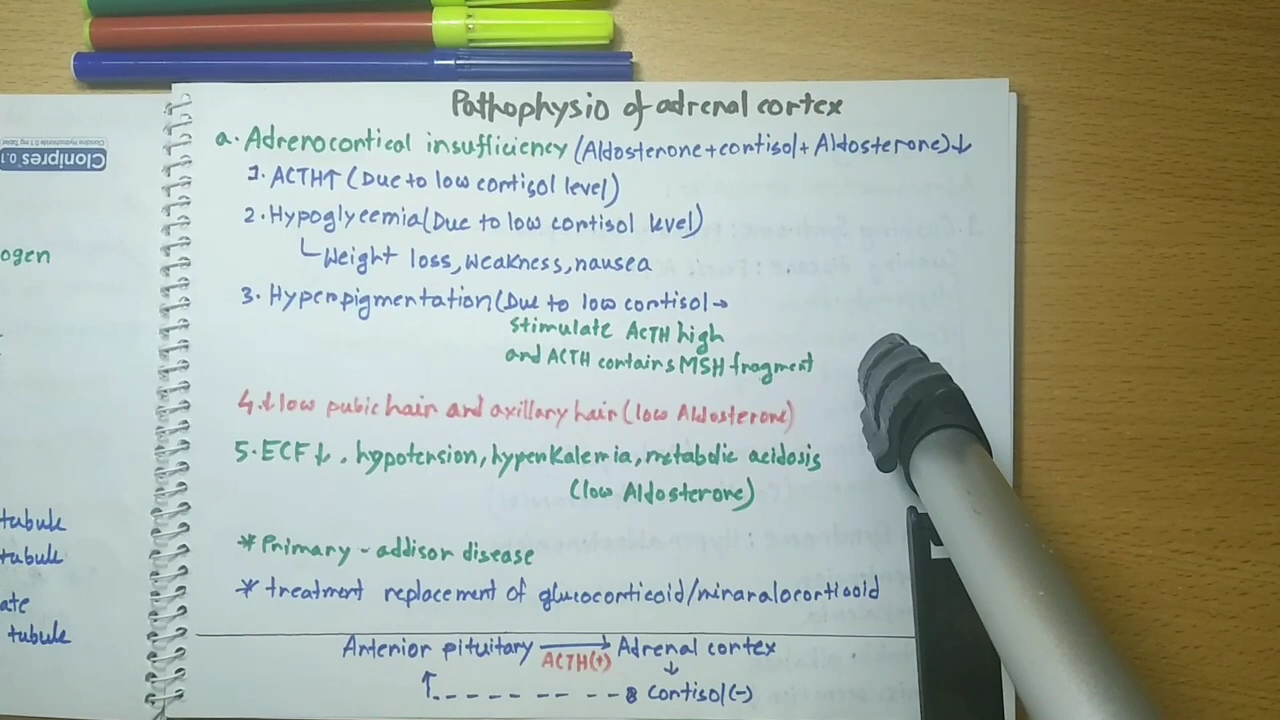 Pathophysio of adrenal cortex
a. Adrenocortical insufficiency (Aldosterone+cortisol+Aldosterone)↓
1. ACTH↑ (Due to low cortisol level)
2. Hypoglycemia (Due to low cortisol level)
Weight loss, weakness, nausea
3. Hyperpigmentation (Due to low cortisol →
stimulate ACTH high
and ACTH contains MSH fragment
4. ↓ low pubic hair and axillary hair (low Aldosterone)
5. ECF↓, hypotension, hyperkalemia, metabolic acidosis
(low Aldosterone)
* Primary - addisor disease
* treatment replacement of glucocorticoid/minaralocorticoid
Anterior pituitary → Adrenal cortex
ACTH(+)
↓
↑ Cortisol(-)
Clonipres 0.1
ogen
tubule
tubule
ate
tubule